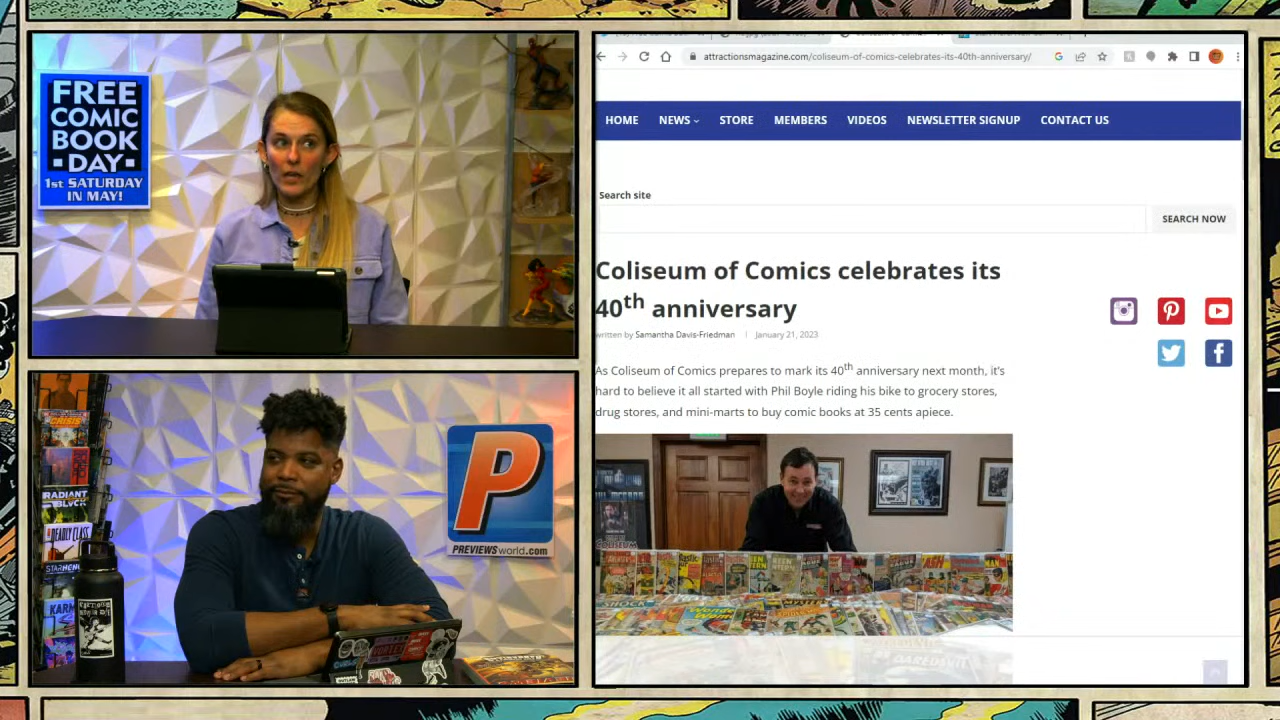 FREE
COMIC
BOOK
DAY
1st SATURDAY
IN MAY!
RADIANT
BLACK
DEADLY CLASS
P
PREVIEWSworld.com
attractionsmagazine.com/coliseum-of-comics-celebrates-its-40th-anniversary/
HOME NEWS STORE MEMBERS VIDEOS NEWSLETTER SIGNUP CONTACT US
Search site
SEARCH NOW
Coliseum of Comics celebrates its
40th anniversary
written by Samantha Davis-Friedman | January 21, 2023
As Coliseum of Comics prepares to mark its 40th anniversary next month, it's
hard to believe it all started with Phil Boyle riding his bike to grocery stores,
drug stores, and mini-marts to buy comic books at 35 cents apiece.
DAREDEVIL